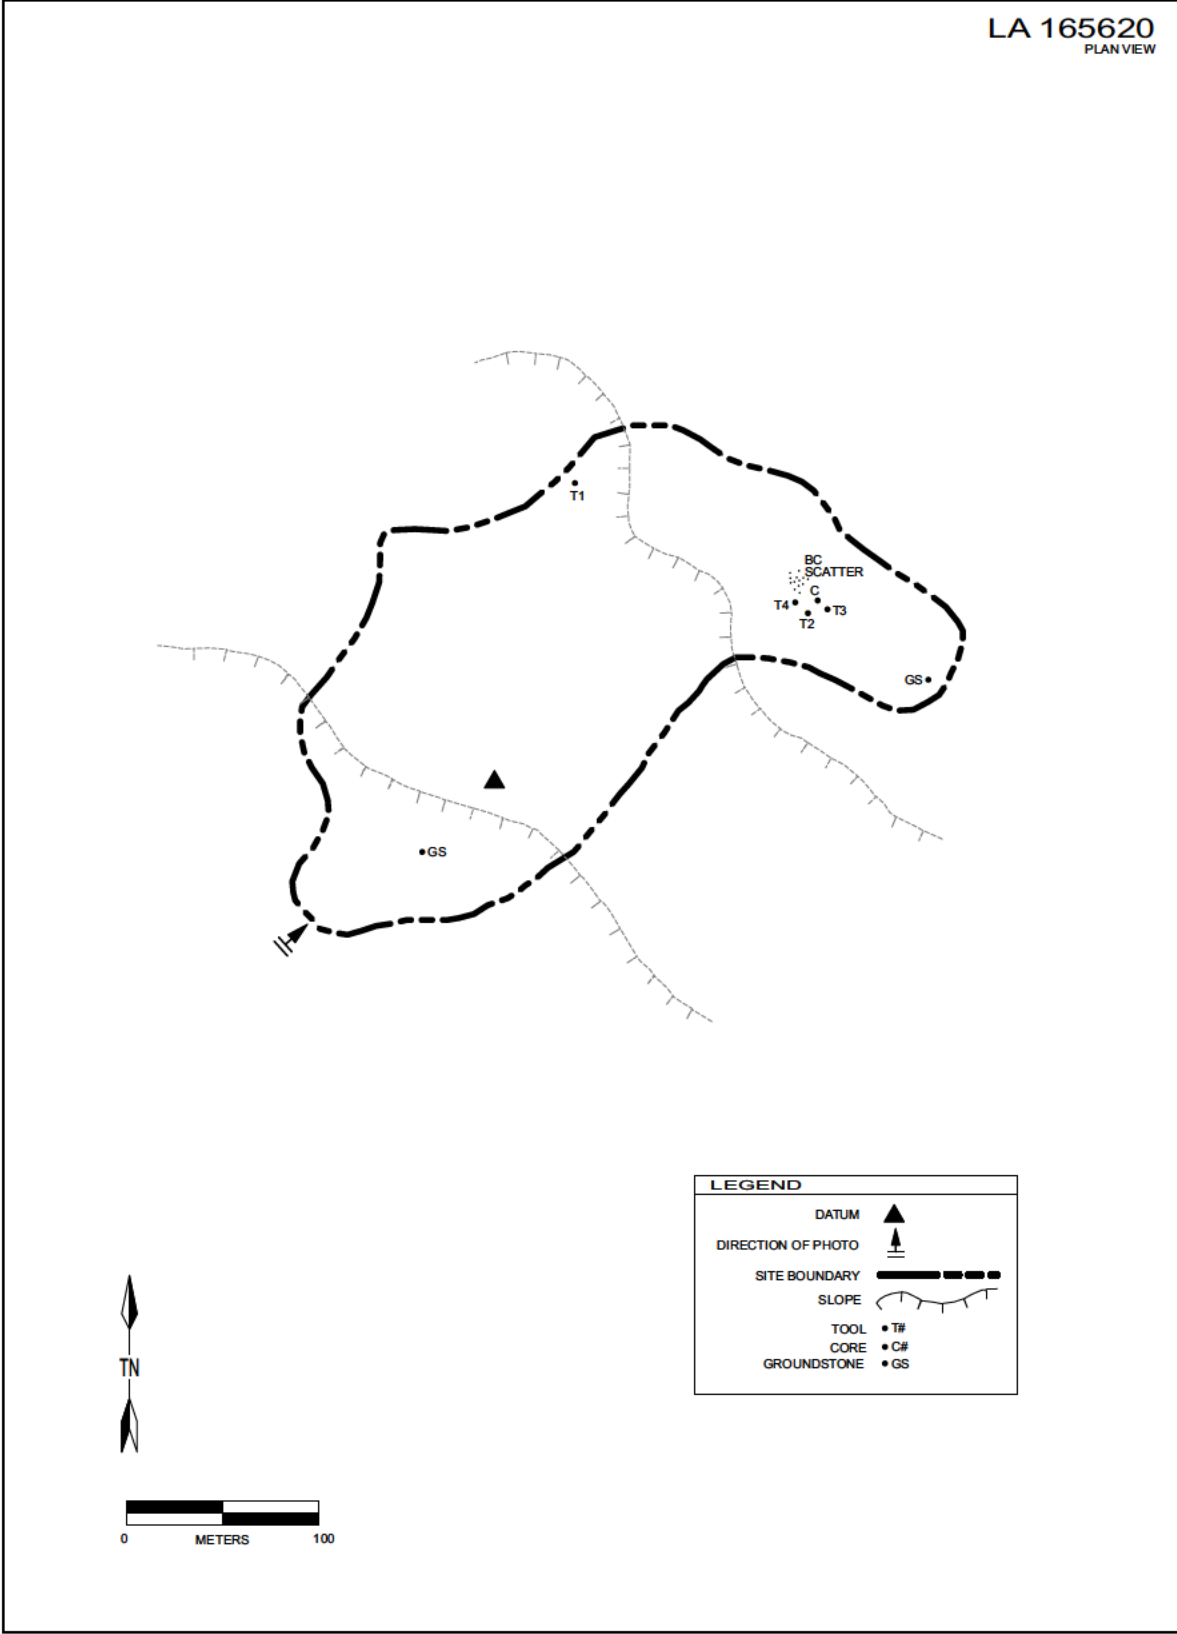 LA 165620
PLAN VIEW
T1
BC
SCATTER
C
T4
T3
T2
GS
GS
LEGEND
DATUM
DIRECTION OF PHOTO
SITE BOUNDARY
SLOPE
TOOL T#
CORE C#
GROUNDSTONE GS
TN
0 METERS 100